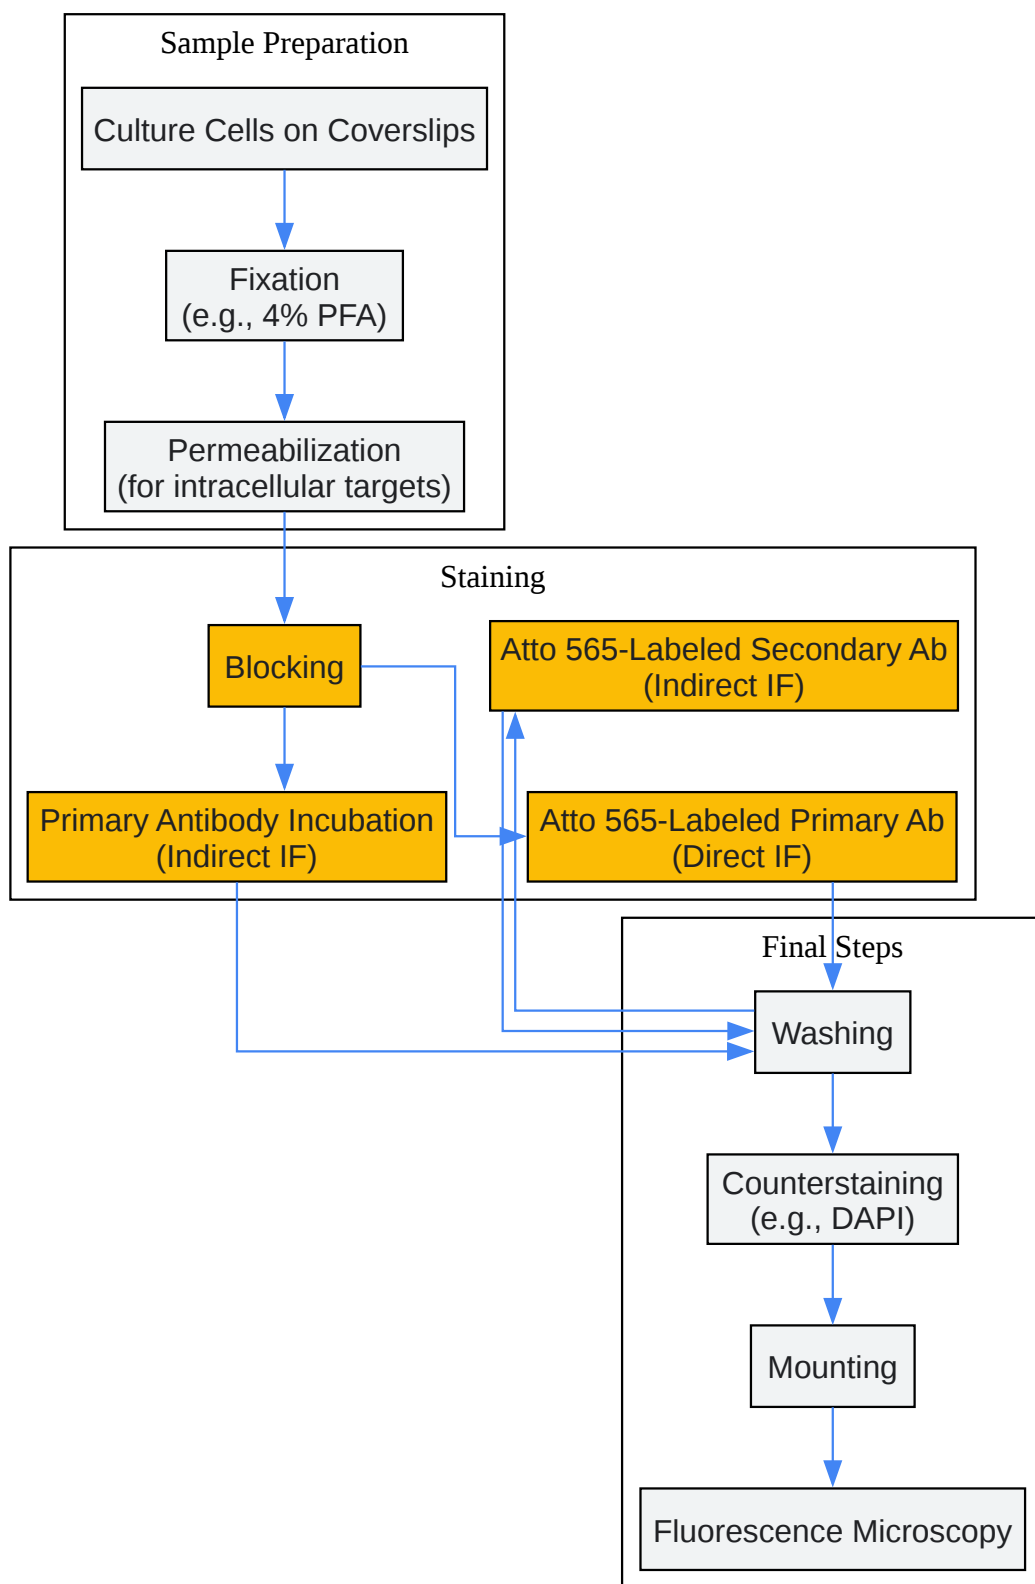 Sample Preparation
Culture Cells on Coverslips
Fixation
(e.g., 4% PFA)
Permeabilization
(for intracellular targets)
Staining
Blocking
Atto 565-Labeled Secondary Ab
(Indirect IF)
Primary Antibody Incubation
(Indirect IF)
Atto 565-Labeled Primary Ab
(Direct IF)
Final Steps
Washing
Counterstaining
(e.g., DAPI)
Mounting
Fluorescence Microscopy